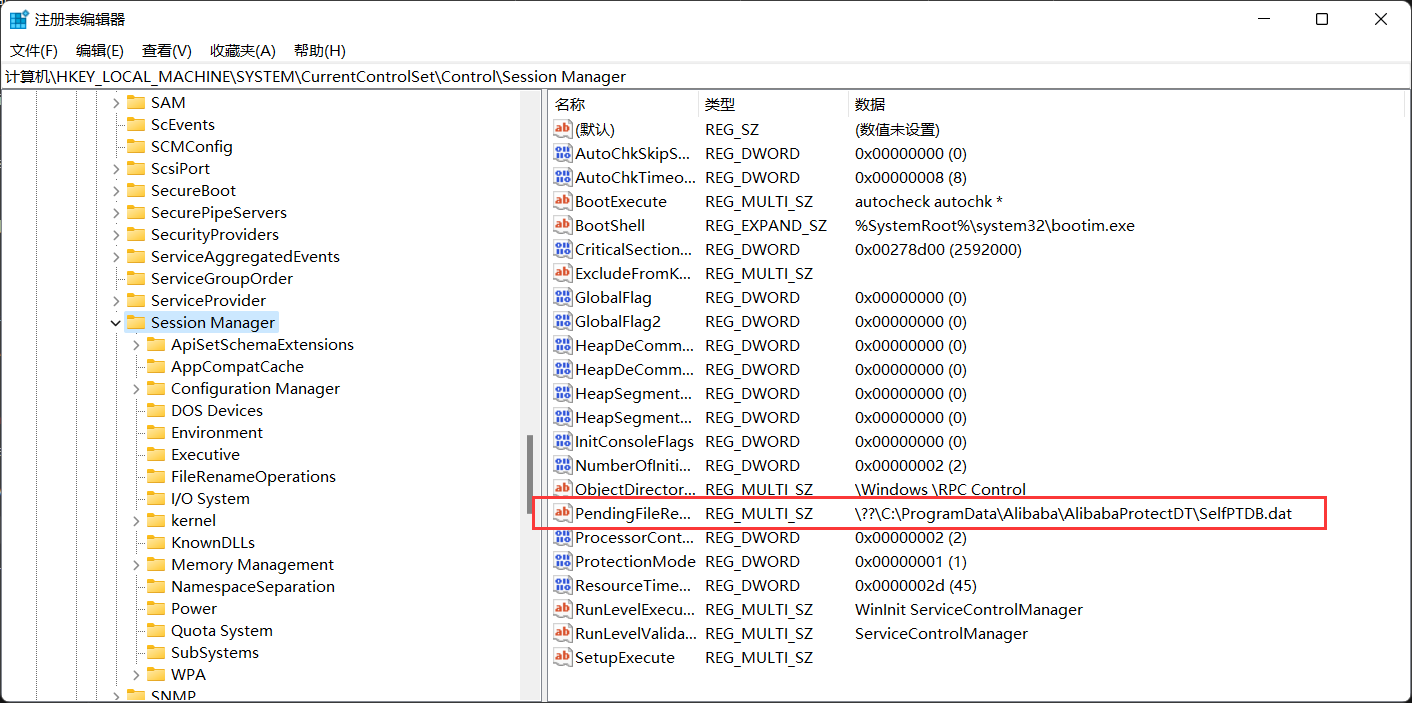 注册表编辑器
文件(F) 编辑(E) 查看(V) 收藏夹(A) 帮助(H)
计算机\HKEY_LOCAL_MACHINE\SYSTEM\CurrentControlSet\Control\Session Manager
SAM
ScEvents
SCMConfig
ScsiPort
SecureBoot
SecurePipeServers
SecurityProviders
ServiceAggregatedEvents
ServiceGroupOrder
ServiceProvider
Session Manager
ApiSetSchemaExtensions
AppCompatCache
Configuration Manager
DOS Devices
Environment
Executive
FileRenameOperations
I/O System
kernel
KnownDLLs
Memory Management
NamespaceSeparation
Power
Quota System
SubSystems
WPA
SNMP
名称 类型 数据
(默认) REG_SZ (数值未设置)
AutoChkSkipS... REG_DWORD 0x00000000 (0)
AutoChkTimeo... REG_DWORD 0x00000008 (8)
BootExecute REG_MULTI_SZ autocheck autochk *
BootShell REG_EXPAND_SZ %SystemRoot%\system32\bootim.exe
CriticalSection... REG_DWORD 0x00278d00 (2592000)
ExcludeFromK... REG_MULTI_SZ
GlobalFlag REG_DWORD 0x00000000 (0)
GlobalFlag2 REG_DWORD 0x00000000 (0)
HeapDeComm... REG_DWORD 0x00000000 (0)
HeapDeComm... REG_DWORD 0x00000000 (0)
HeapSegment... REG_DWORD 0x00000000 (0)
HeapSegment... REG_DWORD 0x00000000 (0)
InitConsoleFlags REG_DWORD 0x00000000 (0)
NumberOfIniti... REG_DWORD 0x00000002 (2)
ObjectDirector... REG_MULTI_SZ \Windows \RPC Control
PendingFileRe... REG_MULTI_SZ \??\C:\ProgramData\Alibaba\AlibabaProtectDT\SelfPTDB.dat
ProcessorCont... REG_DWORD 0x00000002 (2)
ProtectionMode REG_DWORD 0x00000001 (1)
ResourceTime... REG_DWORD 0x0000002d (45)
RunLevelExecu... REG_MULTI_SZ WinInit ServiceControlManager
RunLevelValida... REG_MULTI_SZ ServiceControlManager
SetupExecute REG_MULTI_SZ